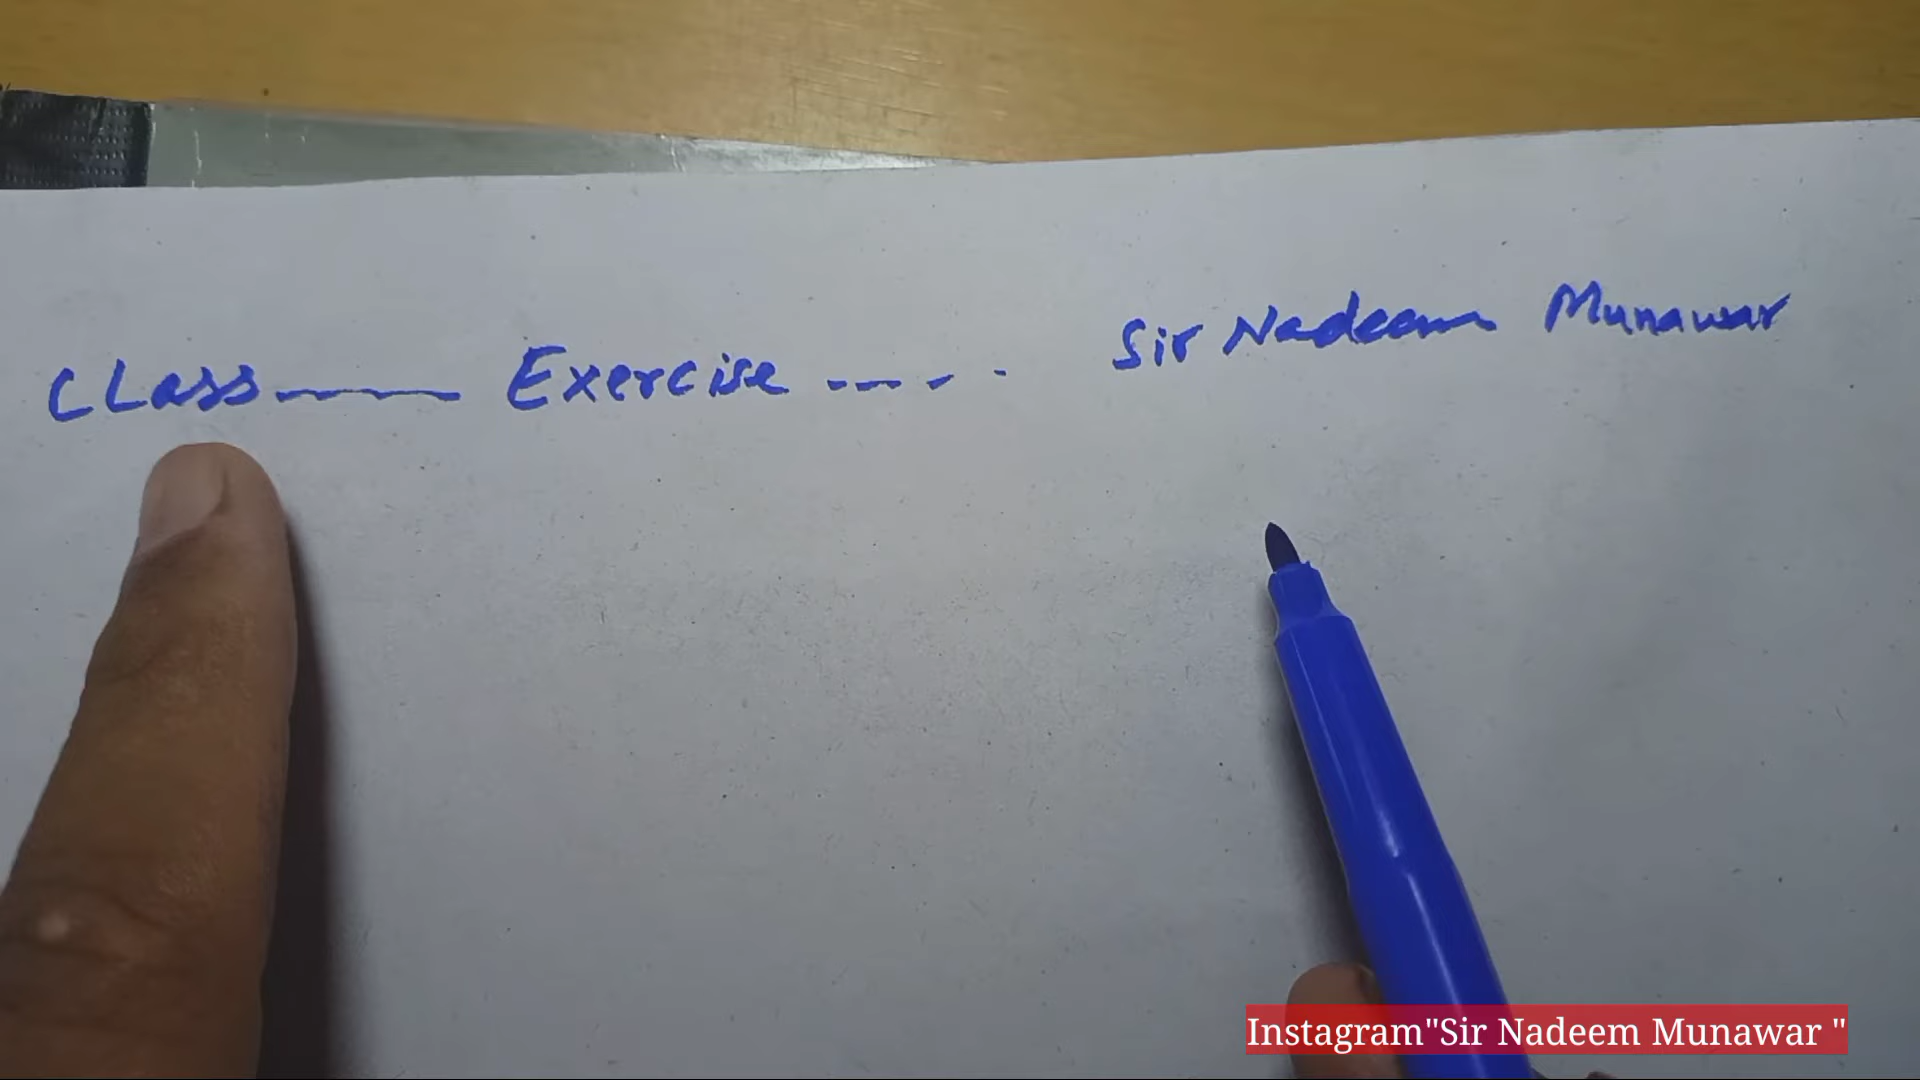 CLass—— Exercise ---- Sir Nadeem Munawar
Instagram"Sir Nadeem Munawar "